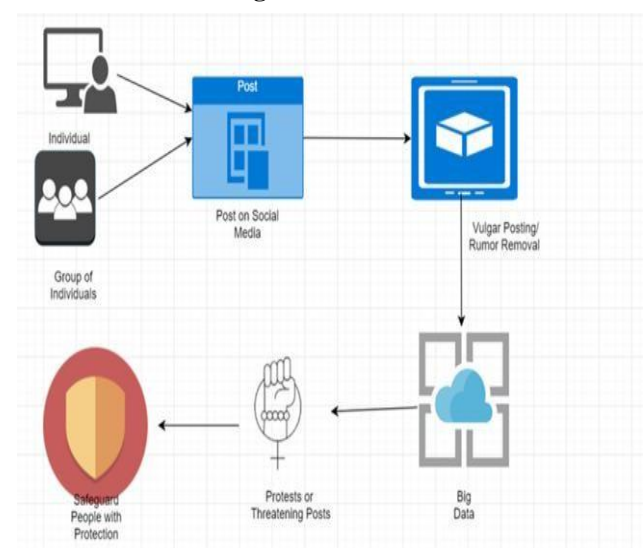 Post
Individual
Post on Social
Media
Vulgar Posting/
Rumor Removal
Group of
Individuals
Safeguard
People with
Protection
Protests or
Threatening Posts
Big
Data